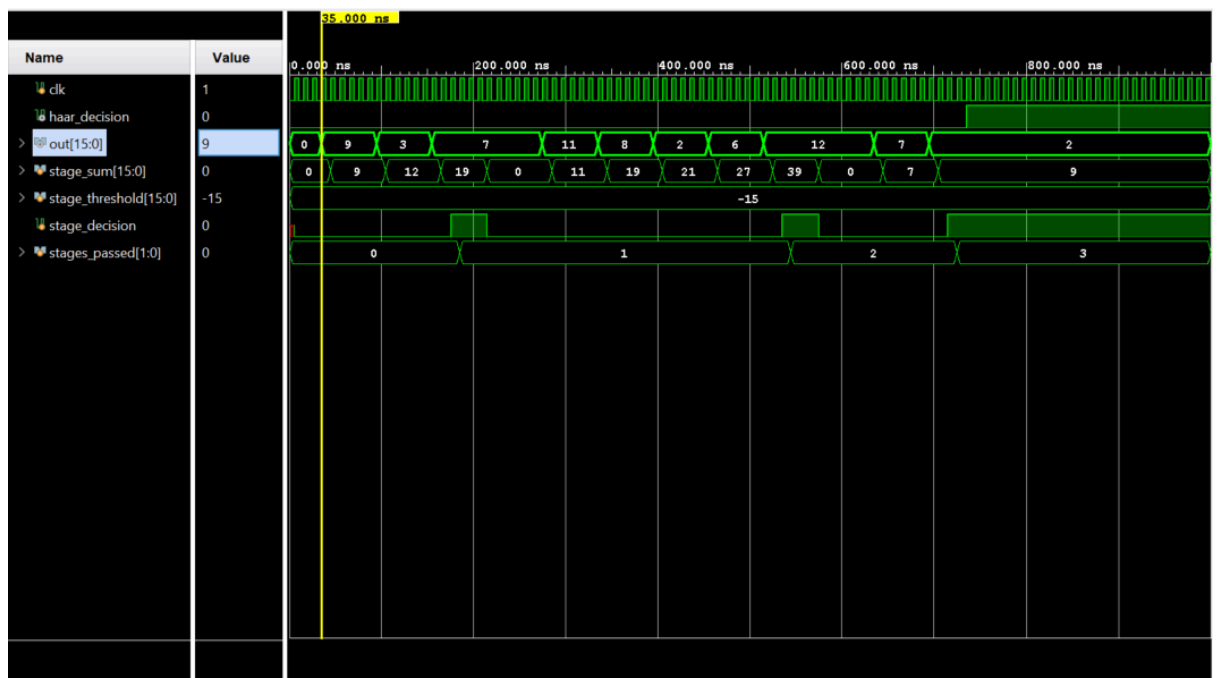 35.000 ns
Name Value
0.000 ns 200.000 ns 400.000 ns 600.000 ns 800.000 ns
clk 1
haar_decision 0
out[15:0] 9 0 9 3 7 11 8 2 6 12 7 2
stage_sum[15:0] 0 0 9 12 19 0 11 19 21 27 39 0 7 9
stage_threshold[15:0] -15 -15
stage_decision 0
stages_passed[1:0] 0 0 1 2 3